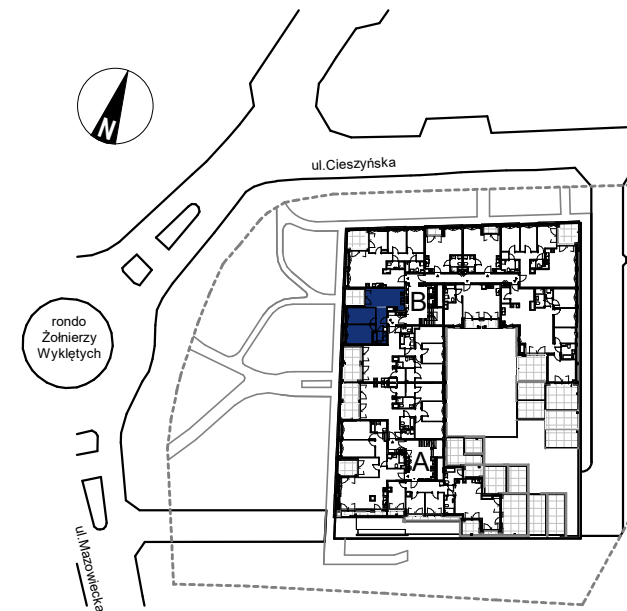 N
ul.Cieszyńska
B
rondo
Żołnierzy
Wyklętych
A
ul.Mazowiecka